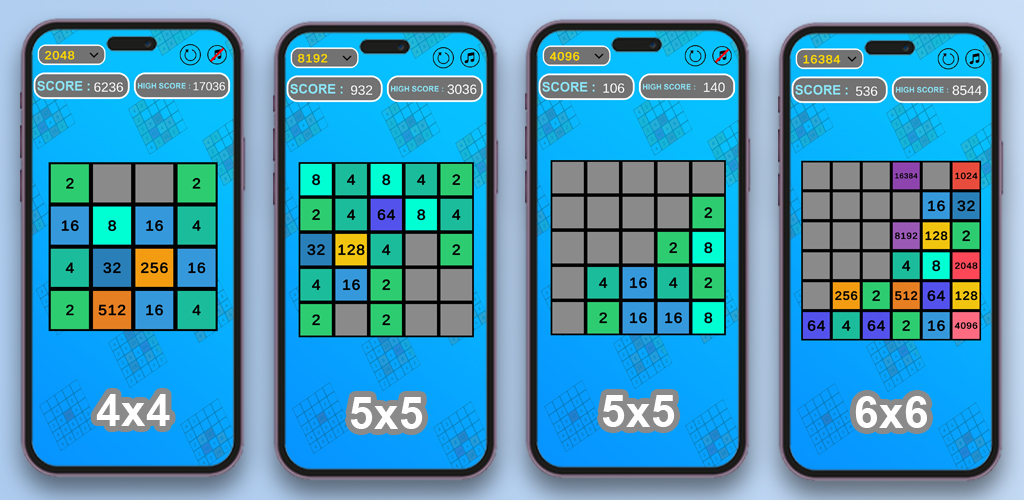 2048
SCORE : 6236 HIGH SCORE : 17036
2 2
16 8 16 4
4 32 256 16
2 512 16 4
4x4
8192
SCORE : 932 HIGH SCORE : 3036
8 4 8 4 2
2 4 64 8 4
32 128 4 2
4 16 2
2 2
5x5
4096
SCORE : 106 HIGH SCORE : 140
2
2 8
4 16 4 2
2 16 16 8
5x5
16384
SCORE : 536 HIGH SCORE : 8544
16384 1024
16 32
8192 128 2
4 8 2048
256 2 512 64 128
64 4 64 2 16 4096
6x6